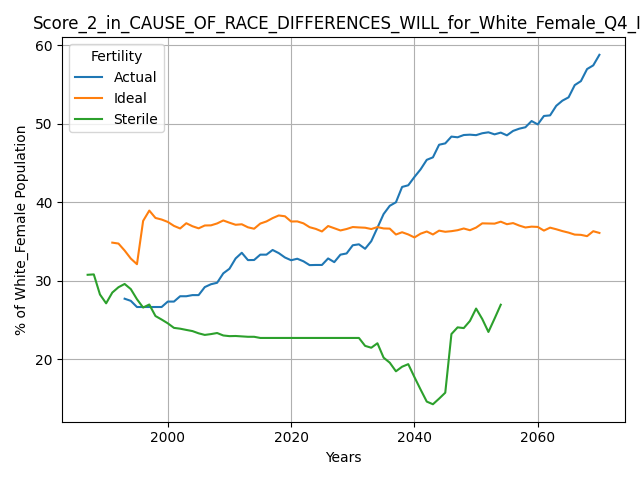 Score_2_in_CAUSE_OF_RACE_DIFFERENCES_WILL_for_White_Female_Q4_I
Fertility
Actual
Ideal
Sterile
% of White_Female Population
60
50
40
30
20
2000
2020
2040
2060
Years